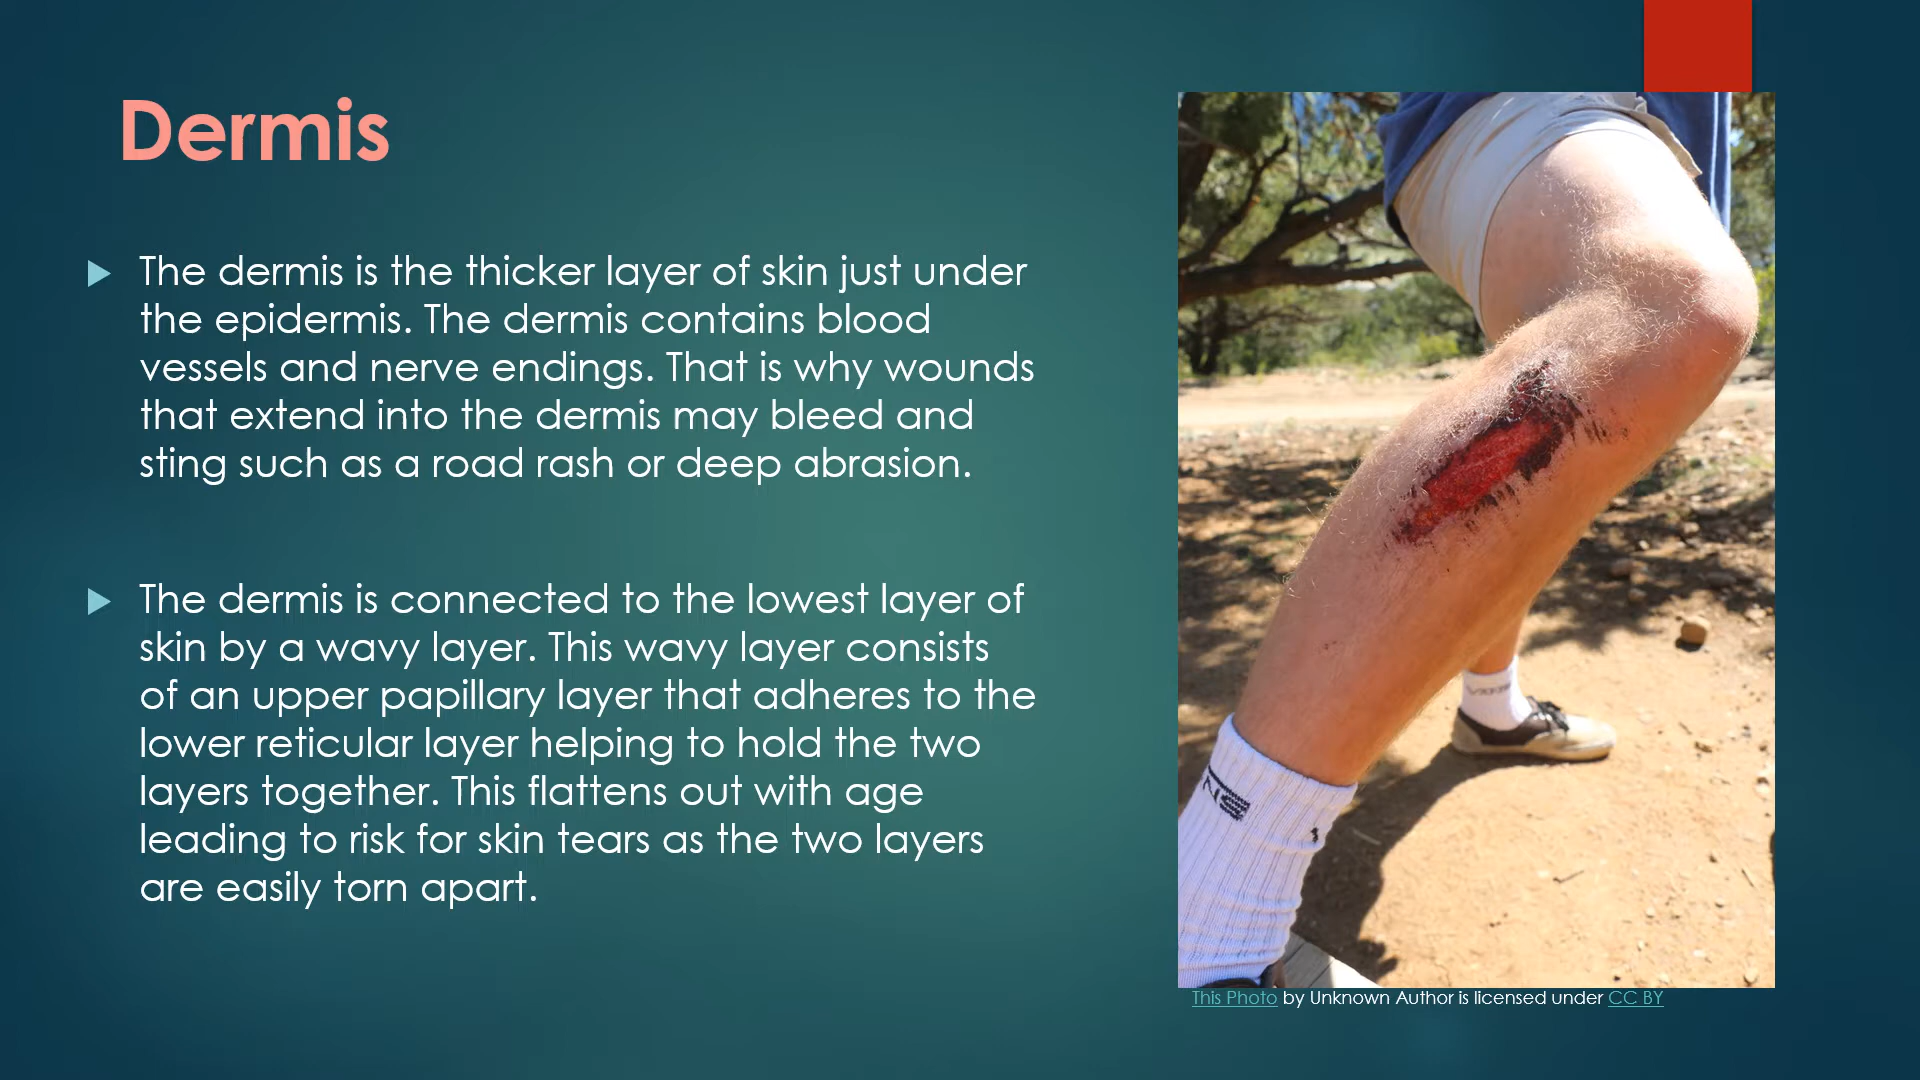 Dermis
The dermis is the thicker layer of skin just under
the epidermis. The dermis contains blood
vessels and nerve endings. That is why wounds
that extend into the dermis may bleed and
sting such as a road rash or deep abrasion.
The dermis is connected to the lowest layer of
skin by a wavy layer. This wavy layer consists
of an upper papillary layer that adheres to the
lower reticular layer helping to hold the two
layers together. This flattens out with age
leading to risk for skin tears as the two layers
are easily torn apart.
This Photo by Unknown Author is licensed under CC BY